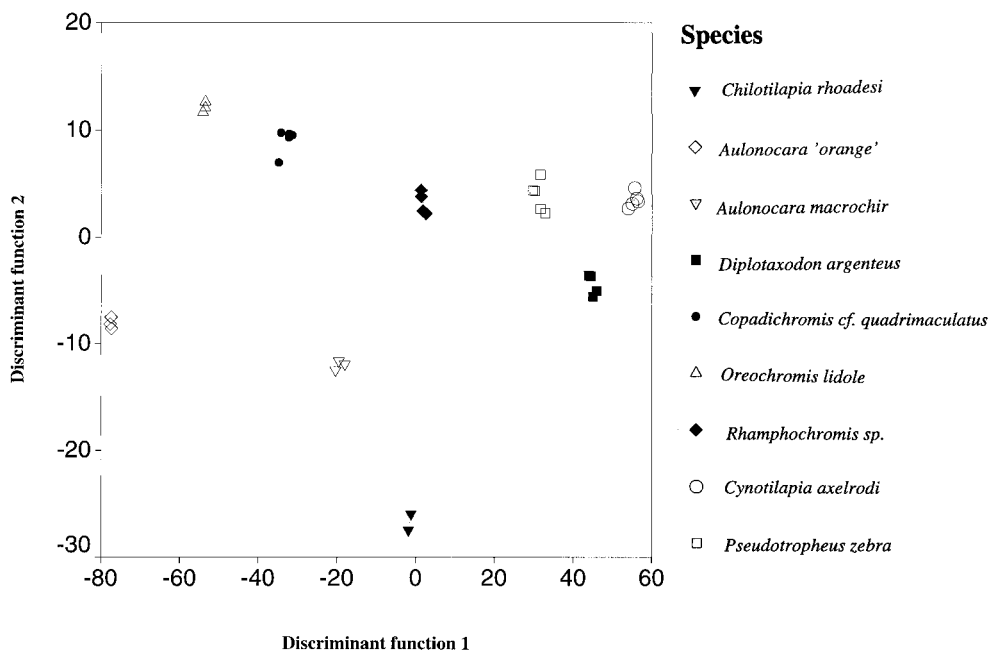 20
10
0
-10
-20
-30
-80 -60 -40 -20 0 20 40 60
Discriminant function 2
Discriminant function 1
Species
Chilotilapia rhoadesi
Aulonocara 'orange'
Aulonocara macrochir
Diplotaxodon argenteus
Copadichromis cf. quadrimaculatus
Oreochromis lidole
Rhamphochromis sp.
Cynotilapia axelrodi
Pseudotropheus zebra